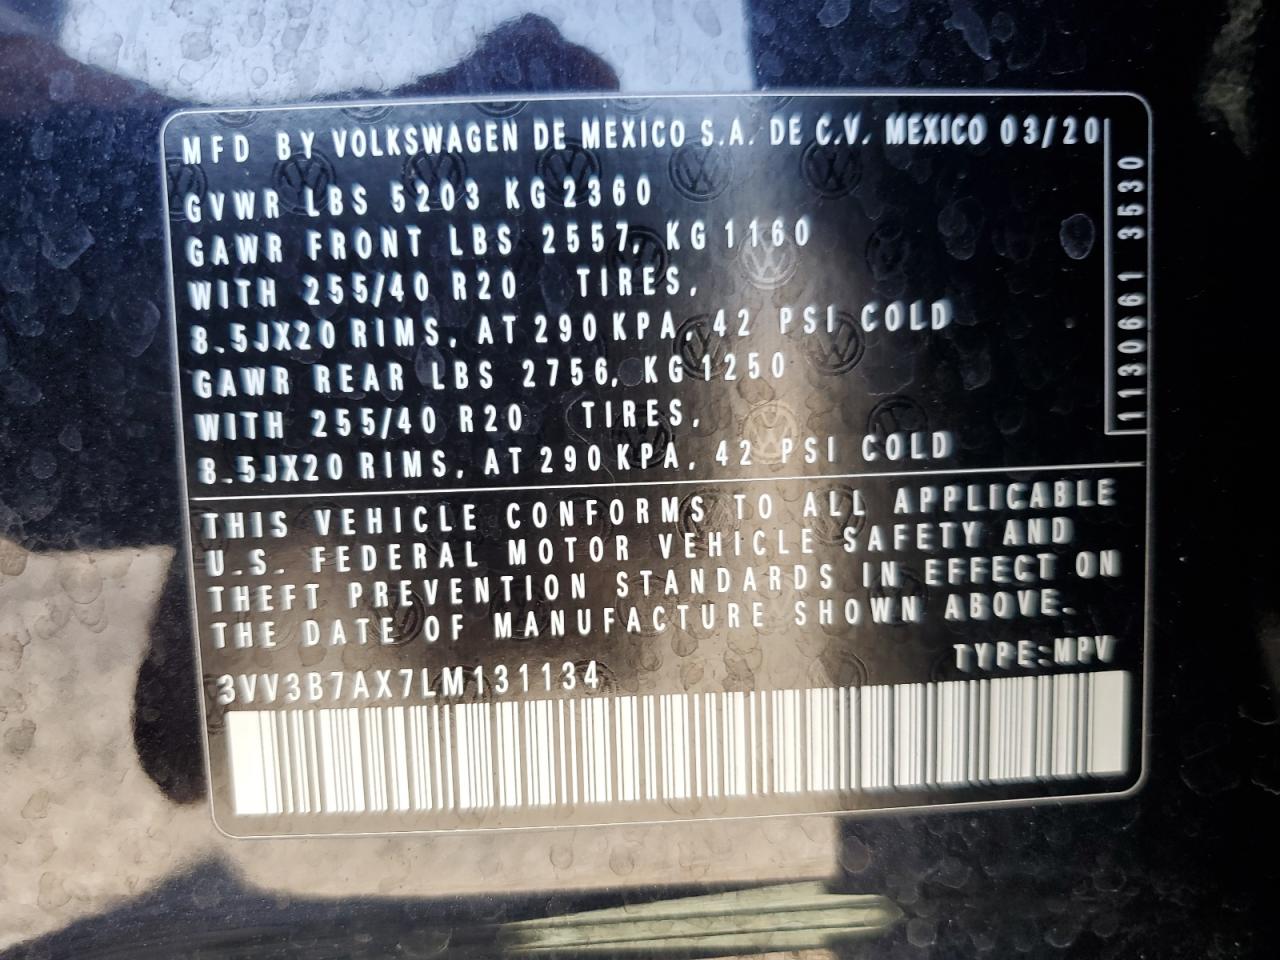 MFD BY VOLKSWAGEN DE MEXICO S.A. DE C.V. MEXICO 03/20
GVWR LBS 5203 KG 2360
GAWR FRONT LBS 2557, KG 1160
WITH 255/40 R20 TIRES,
8.5JX20 RIMS, AT 290 KPA, 42 PSI COLD
GAWR REAR LBS 2756, KG 1250
WITH 255/40 R20 TIRES,
8.5JX20 RIMS, AT 290 KPA, 42 PSI COLD
1130661 3530
THIS VEHICLE CONFORMS TO ALL APPLICABLE
U.S. FEDERAL MOTOR VEHICLE SAFETY AND
THEFT PREVENTION STANDARDS IN EFFECT ON
THE DATE OF MANUFACTURE SHOWN ABOVE.
TYPE:MPV
3VV3B7AX7LM131134